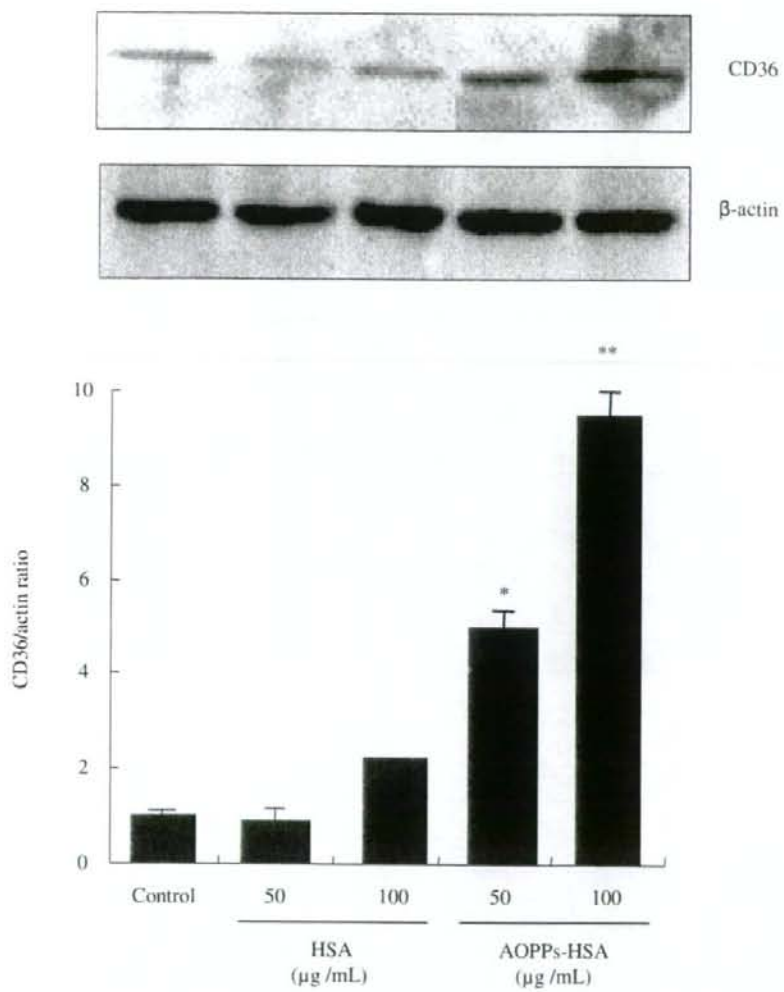 CD36
β-actin
**
10
8
6
*
4
2
0
CD36/actin ratio
Control 50 100 50 100
HSA AOPPs-HSA
(µg /mL) (µg /mL)